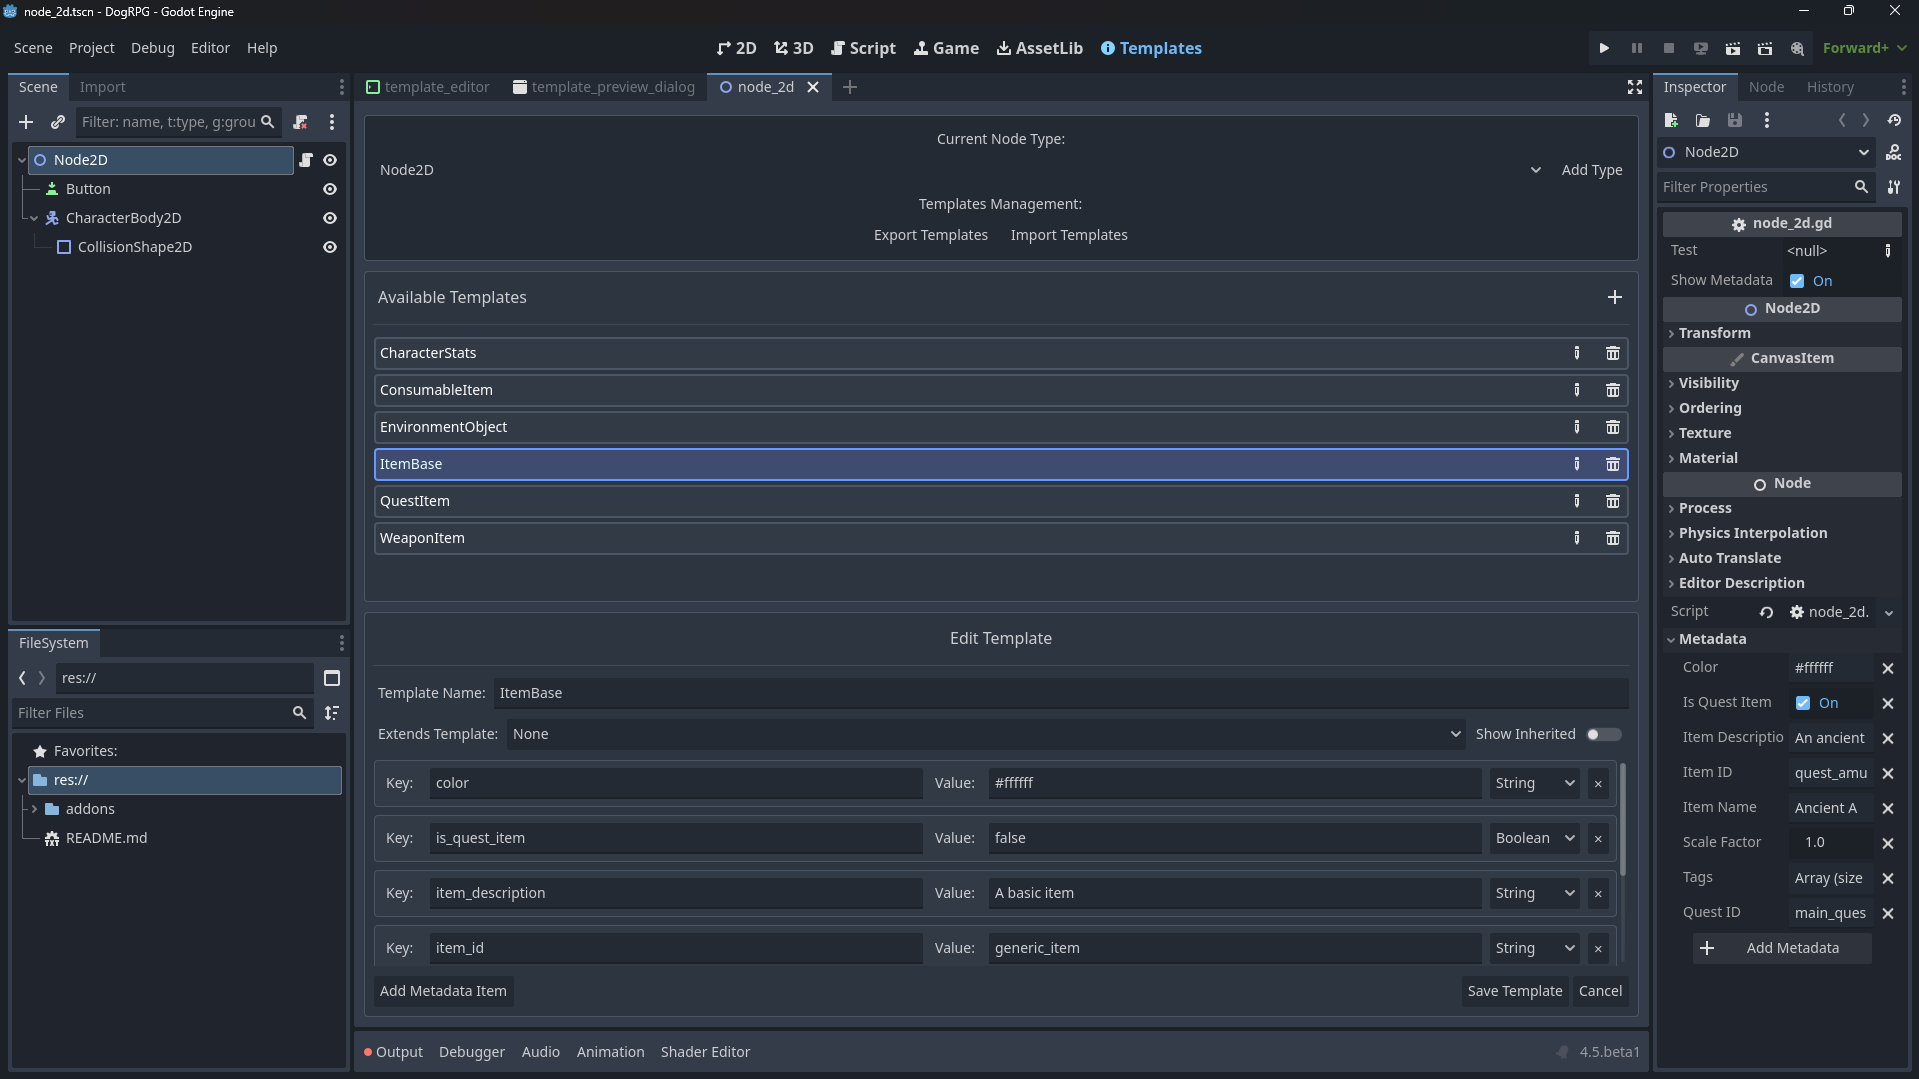 node_2d.tscn - DogRPG - Godot Engine
Scene Project Debug Editor Help
2D 3D Script Game AssetLib Templates
Forward+
Scene Import
Filter: name, t:type, g:grou
Node2D
Button
CharacterBody2D
CollisionShape2D
FileSystem
res://
Filter Files
Favorites:
res://
addons
README.md
template_editor template_preview_dialog node_2d
Current Node Type:
Node2D Add Type
Templates Management:
Export Templates Import Templates
Available Templates
CharacterStats
ConsumableItem
EnvironmentObject
ItemBase
QuestItem
WeaponItem
Edit Template
Template Name: ItemBase
Extends Template: None Show Inherited
Key: color Value: #ffffff String ×
Key: is_quest_item Value: false Boolean ×
Key: item_description Value: A basic item String ×
Key: item_id Value: generic_item String ×
Add Metadata Item Save Template Cancel
Output Debugger Audio Animation Shader Editor 4.5.beta1
Inspector Node History
Node2D
DOC
Filter Properties
node_2d.gd
Test <null>
Show Metadata On
Node2D
Transform
CanvasItem
Visibility
Ordering
Texture
Material
Node
Process
Physics Interpolation
Auto Translate
Editor Description
Script node_2d.
Metadata
Color #ffffff
Is Quest Item On
Item Descriptio An ancient
Item ID quest_amu
Item Name Ancient A
Scale Factor 1.0
Tags Array (size
Quest ID main_ques
Add Metadata